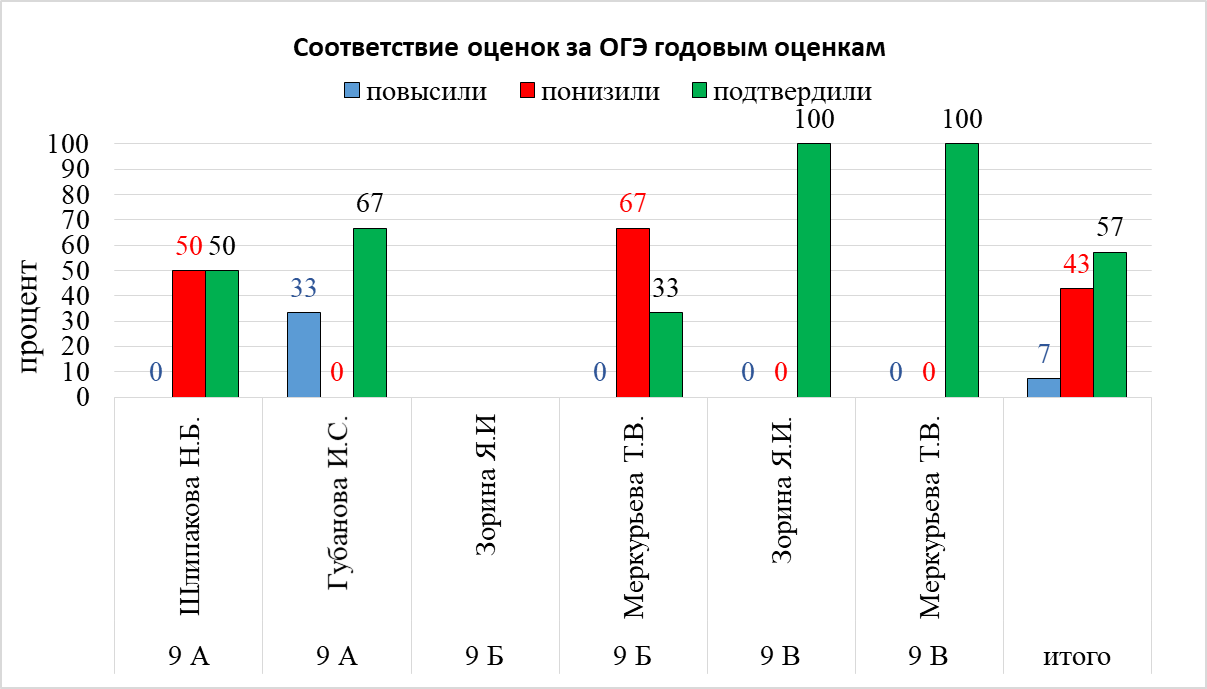 Соответствие оценок за ОГЭ годовым оценкам
повысили понизили подтвердили
процент
100
90
80
70
60
50
40
30
20
10
0
0 50 50
33 0 67
0 67 33
0 0 100
0 0 100
7 43 57
Шлипакова Н.Б.
Губанова И.С.
Зорина Я.И
Меркурьева Т.В.
Зорина Я.И.
Меркурьева Т.В.
9 А 9 А 9 Б 9 Б 9 В 9 В итого